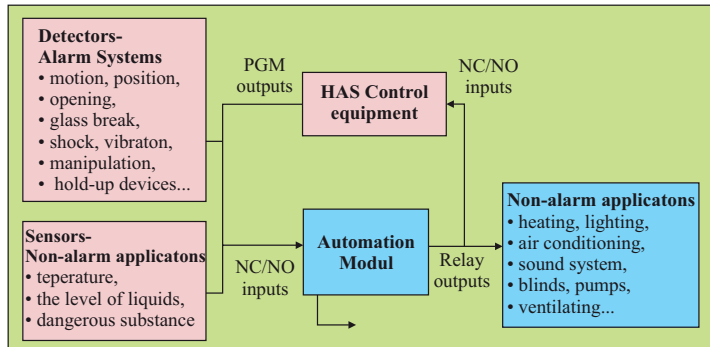 Detectors-
Alarm Systems
• motion, position,
• opening,
• glass break,
• shock, vibraton,
• manipulation,
• hold-up devices...
PGM
outputs
HAS Control
equipment
NC/NO
inputs
Sensors-
Non-alarm applicatons
• teperature,
• the level of liquids,
• dangerous substance
NC/NO
inputs
Automation
Modul
Relay
outputs
Non-alarm applicatons
• heating, lighting,
• air conditioning,
• sound system,
• blinds, pumps,
• ventilating...